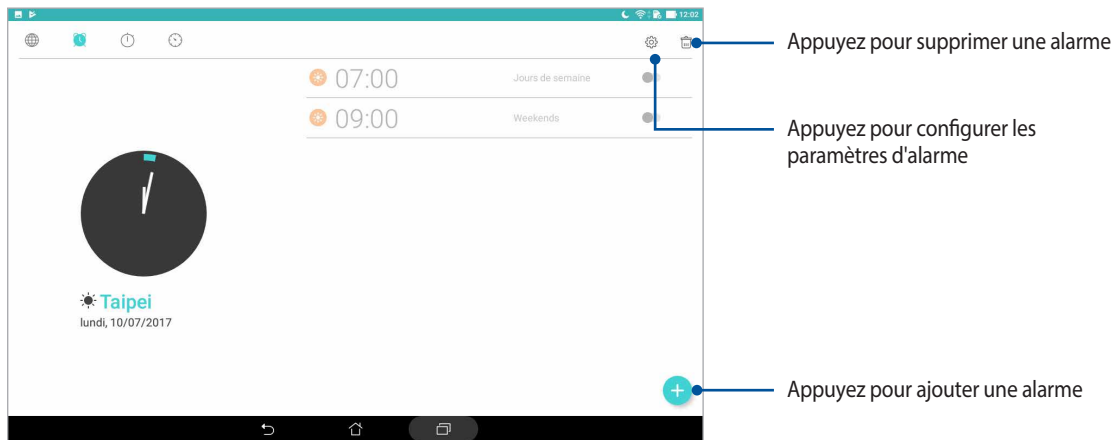 12:02
Appuyez pour supprimer une alarme
07:00 Jours de semaine
09:00 Weekends
Appuyez pour configurer les
paramètres d'alarme
Taipei
lundi, 10/07/2017
Appuyez pour ajouter une alarme